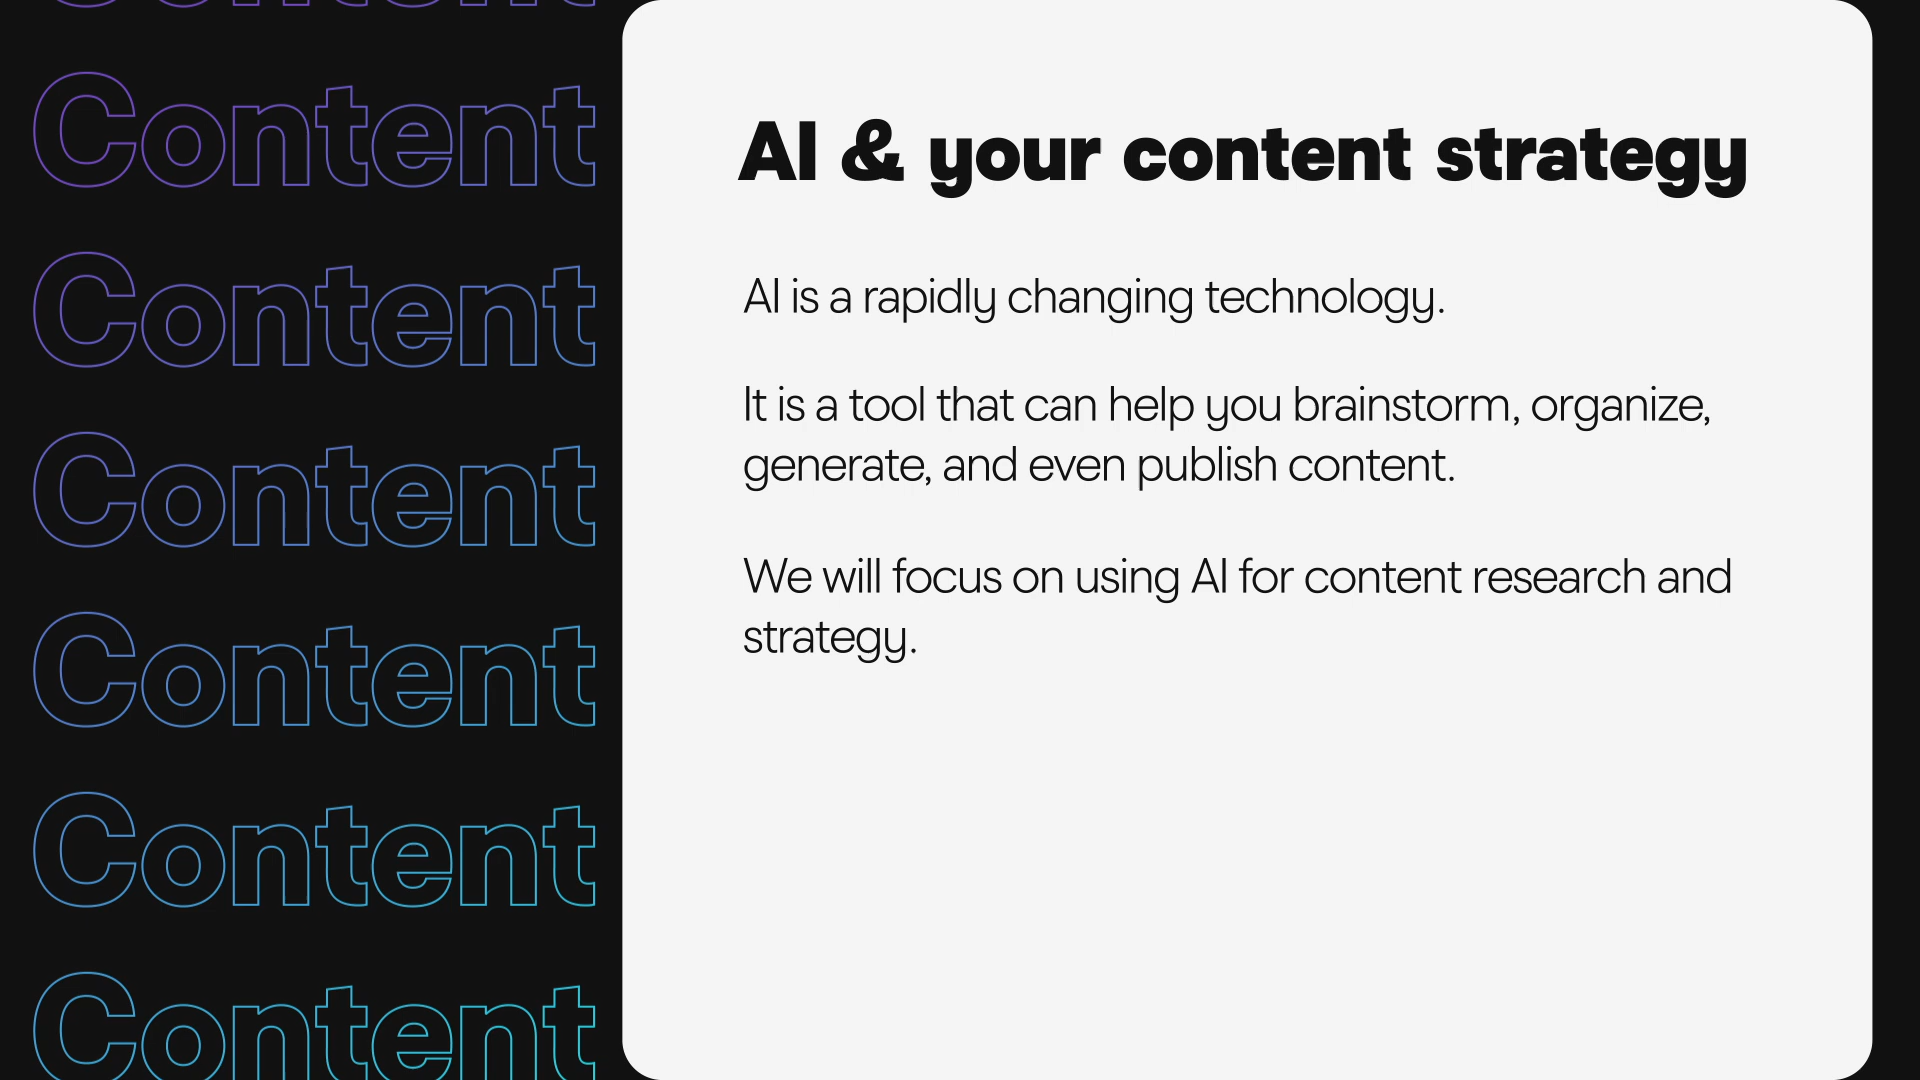 Content
Content
Content
Content
Content
Content
Content
AI & your content strategy
AI is a rapidly changing technology.
It is a tool that can help you brainstorm, organize,
generate, and even publish content.
We will focus on using AI for content research and
strategy.